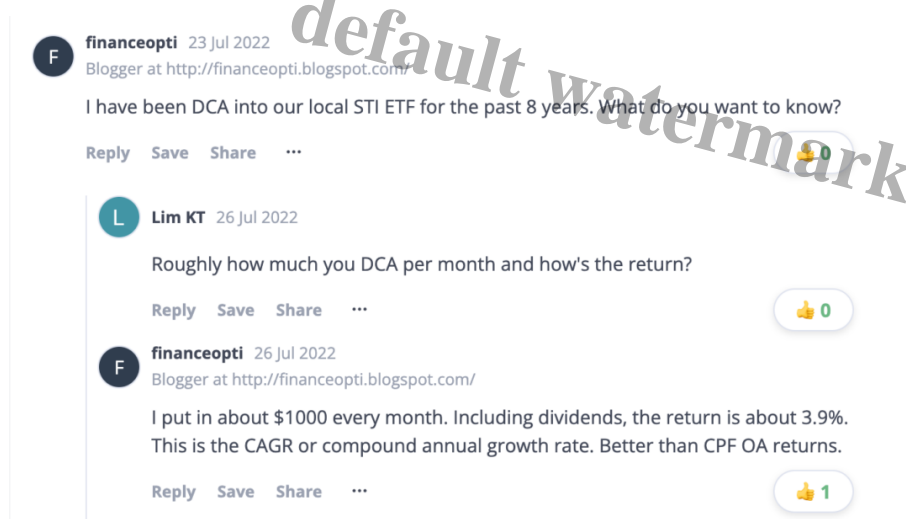 default watermark
F
financeopti 23 Jul 2022
Blogger at http://financeopti.blogspot.com/
I have been DCA into our local STI ETF for the past 8 years. What do you want to know?
Reply Save Share ...
👍 0
L
Lim KT 26 Jul 2022
Roughly how much you DCA per month and how's the return?
Reply Save Share ...
👍 0
F
financeopti 26 Jul 2022
Blogger at http://financeopti.blogspot.com/
I put in about $1000 every month. Including dividends, the return is about 3.9%.
This is the CAGR or compound annual growth rate. Better than CPF OA returns.
Reply Save Share ...
👍 1